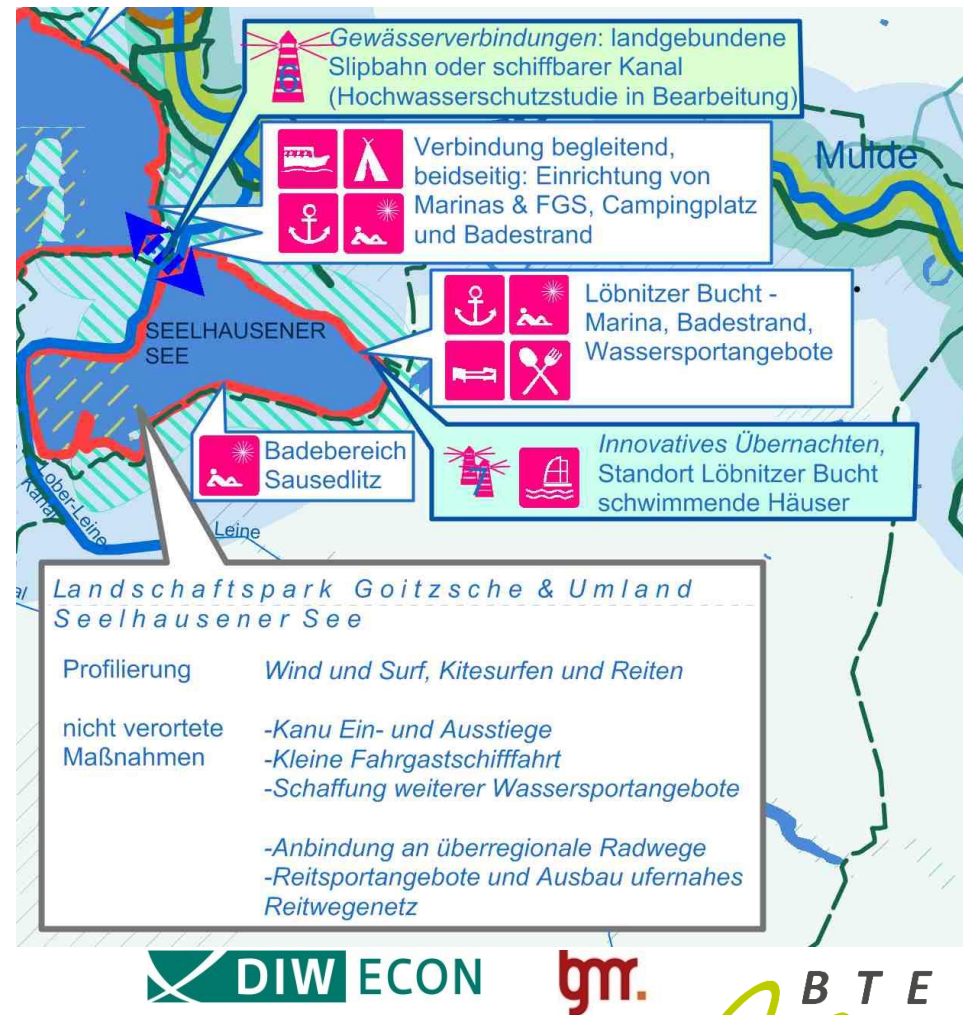 Gewässerverbindungen: landgebundene
Slipbahn oder schiffbarer Kanal
(Hochwasserschutzstudie in Bearbeitung)
6
Verbindung begleitend,
beidseitig: Einrichtung von
Marinas & FGS, Campingplatz
und Badestrand
Mulde
Löbnitzer Bucht -
Marina, Badestrand,
Wassersportangebote
SEELHAUSENER
SEE
Innovatives Übernachten,
Standort Löbnitzer Bucht
schwimmende Häuser
7
Badebereich
Sausedlitz
Lober-Leine
Kanal
Leine
Landschaftspark Goitzsche & Umland
Seelhausener See
Profilierung Wind und Surf, Kitesurfen und Reiten
nicht verortete -Kanu Ein- und Ausstiege
Maßnahmen -Kleine Fahrgastschifffahrt
-Schaffung weiterer Wassersportangebote
-Anbindung an überregionale Radwege
-Reitsportangebote und Ausbau ufernahes
Reitwegenetz
DIW ECON
bmr.
BTE